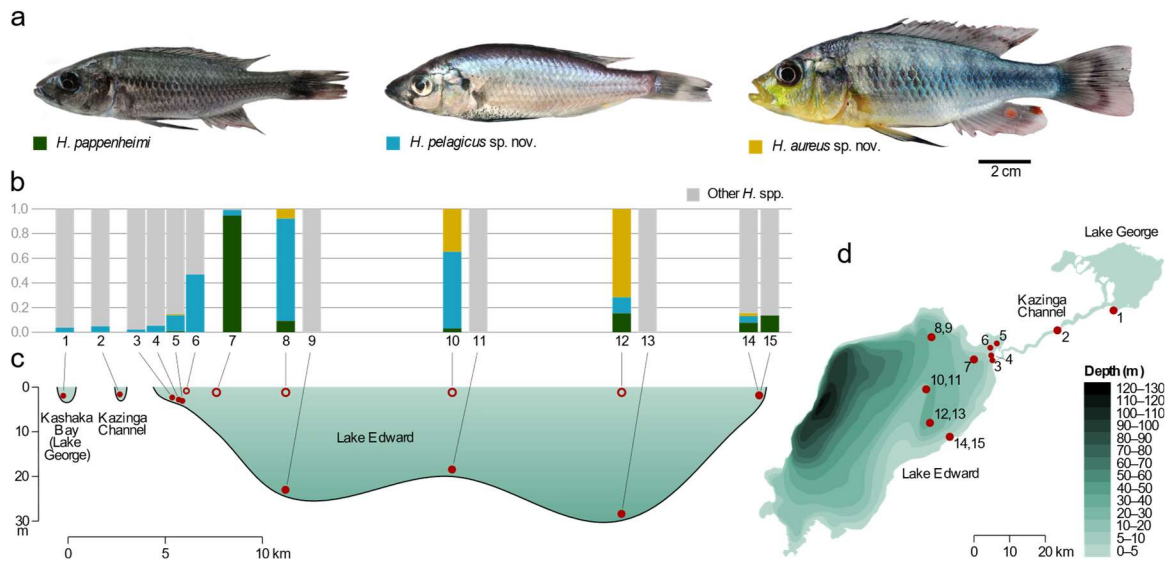 a
H. pappenheimi
H. pelagicus sp. nov.
H. aureus sp. nov.
2 cm
b
Other H. spp.
1.0
0.8
0.6
0.4
0.2
0.0
1 2 3 4 5 6 7 8 9 10 11 12 13 14 15
c
0
10
20
30
m
Kashaka
Bay
(Lake
George)
Kazinga
Channel
Lake Edward
0 5 10 km
d
Lake George
Kazinga
Channel
1
2
8,9
6
5
4
7
3
10,11
12,13
14,15
Lake Edward
0 10 20 km
Depth (m)
120–130
110–120
100–110
90–100
80–90
70–80
60–70
50–60
40–50
30–40
20–30
10–20
5–10
0–5